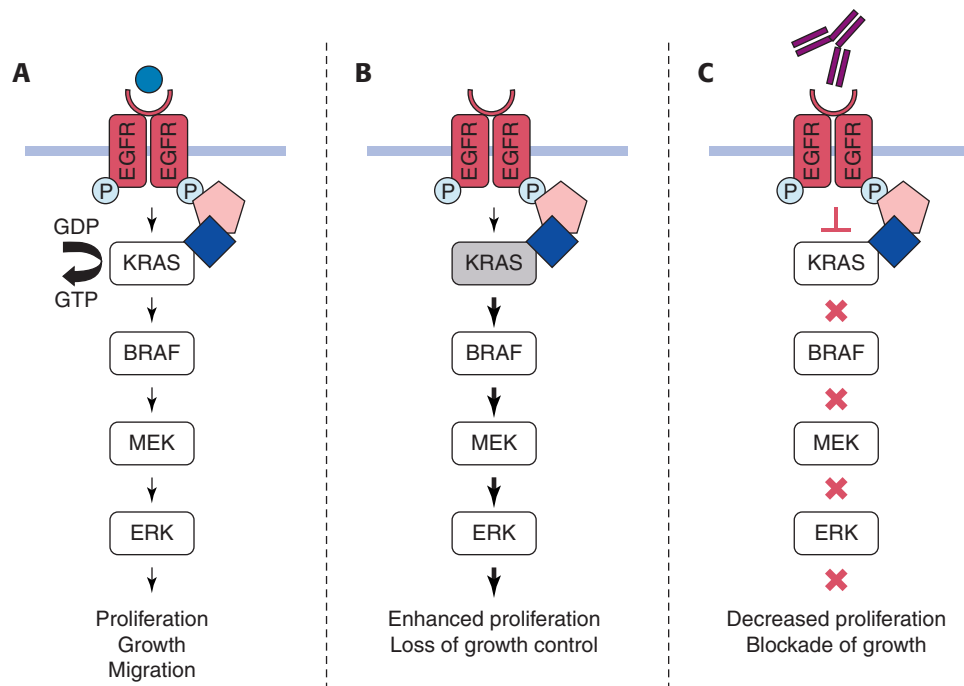 A
EGFR
EGFR
P
P
GDP
GTP
KRAS
BRAF
MEK
ERK
Proliferation
Growth
Migration
B
EGFR
EGFR
P
P
KRAS
BRAF
MEK
ERK
Enhanced proliferation
Loss of growth control
C
EGFR
EGFR
P
P
KRAS
BRAF
MEK
ERK
Decreased proliferation
Blockade of growth